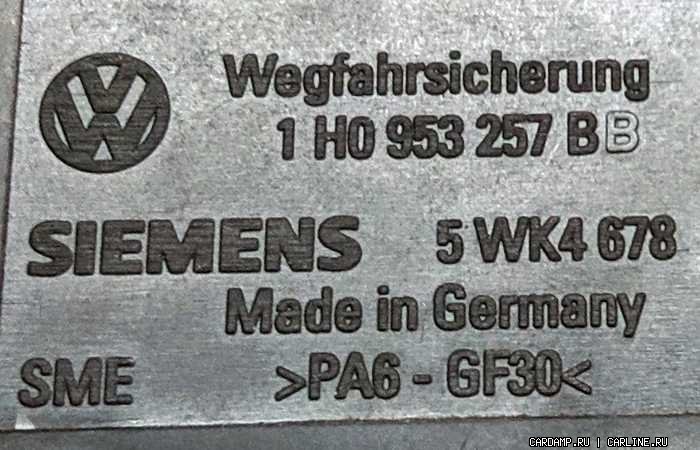 Wegfahrsicherung
1 H0 953 257 B B
SIEMENS 5 WK4 678
Made in Germany
SME >PA6 - GF30<
CARDAMP.RU | CARLINE.RU